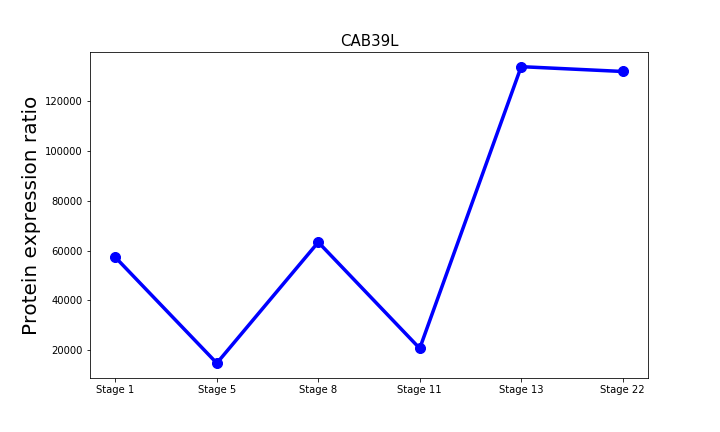 CAB39L
Protein expression ratio
120000
100000
80000
60000
40000
20000
Stage 1
Stage 5
Stage 8
Stage 11
Stage 13
Stage 22